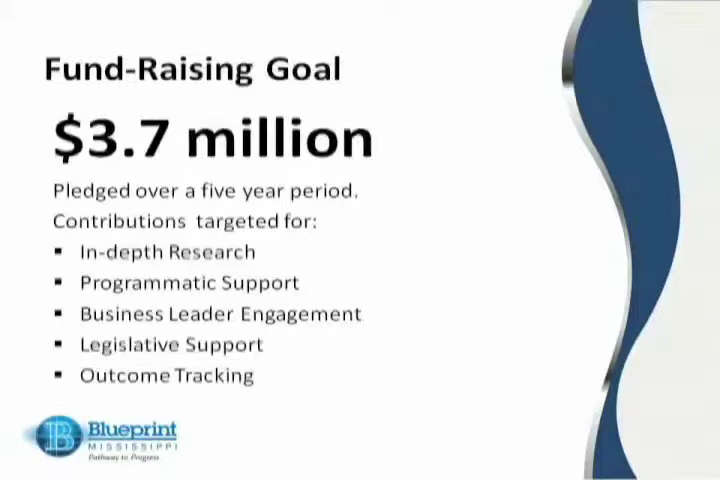 Fund-Raising Goal
$3.7 million
Pledged over a five year period.
Contributions targeted for:
▪ In-depth Research
▪ Programmatic Support
▪ Business Leader Engagement
▪ Legislative Support
▪ Outcome Tracking
B Blueprint
MISSISSIPPI
Pathway to Progress